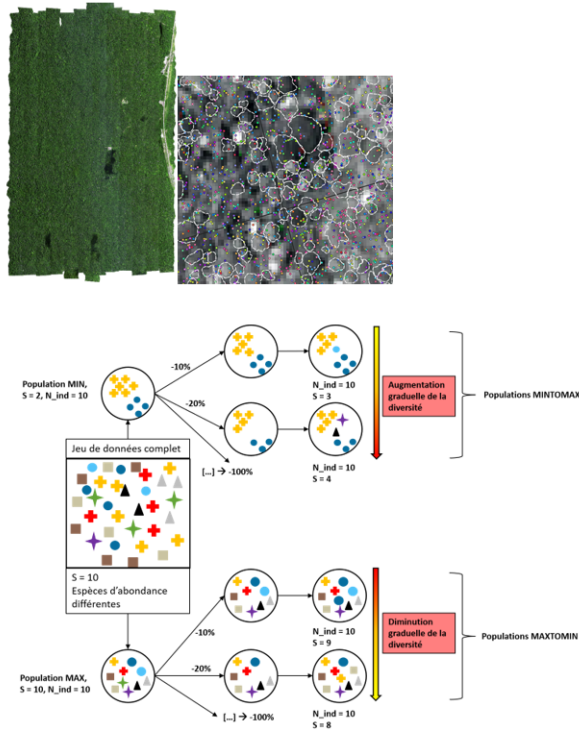 Population MIN,
S = 2, N_ind = 10
-10%
-20%
[...] → -100%
N_ind = 10
S = 3
N_ind = 10
S = 4
Augmentation
graduelle de la
diversité
Populations MINTOMAX
Jeu de données complet
S = 10
Espèces d'abondance
différentes
Population MAX,
S = 10, N_ind = 10
-10%
-20%
[...] → -100%
N_ind = 10
S = 9
N_ind = 10
S = 8
Diminution
graduelle de la
diversité
Populations MAXTOMIN